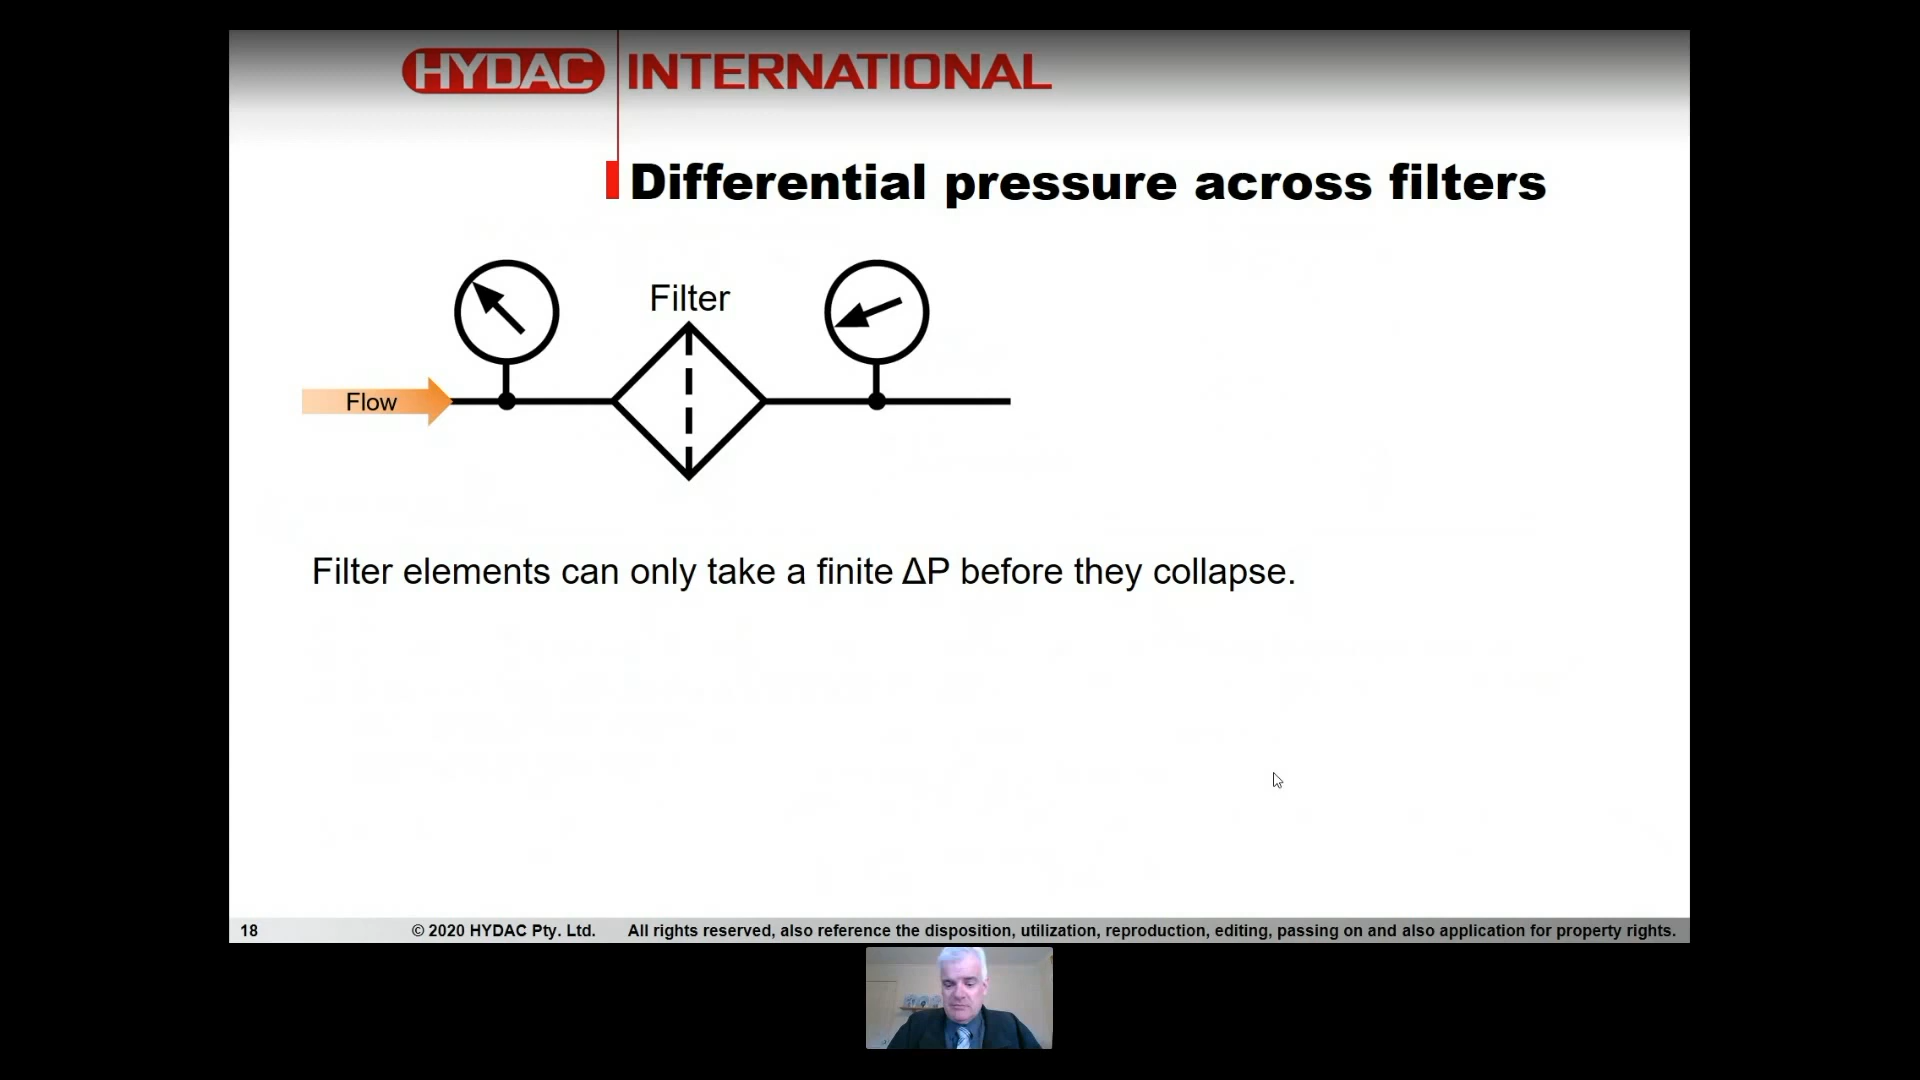 HYDAC INTERNATIONAL
Differential pressure across filters
Filter
Flow
Filter elements can only take a finite ΔP before they collapse.
18 © 2020 HYDAC Pty. Ltd. All rights reserved, also reference the disposition, utilization, reproduction, editing, passing on and also application for property rights.